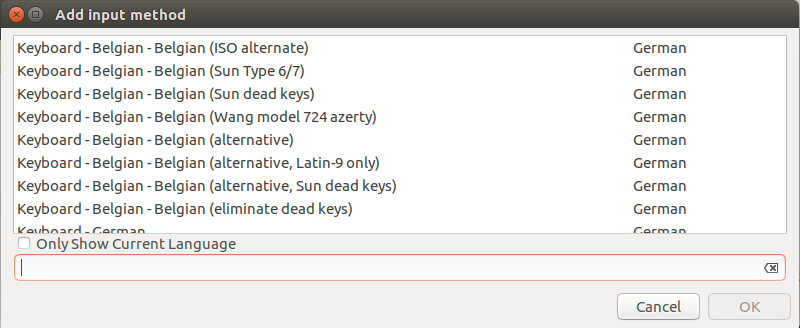 Add input method
Keyboard - Belgian - Belgian (ISO alternate) German
Keyboard - Belgian - Belgian (Sun Type 6/7) German
Keyboard - Belgian - Belgian (Sun dead keys) German
Keyboard - Belgian - Belgian (Wang model 724 azerty) German
Keyboard - Belgian - Belgian (alternative) German
Keyboard - Belgian - Belgian (alternative, Latin-9 only) German
Keyboard - Belgian - Belgian (alternative, Sun dead keys) German
Keyboard - Belgian - Belgian (eliminate dead keys) German
Keyboard - German German
Only Show Current Language
Cancel OK